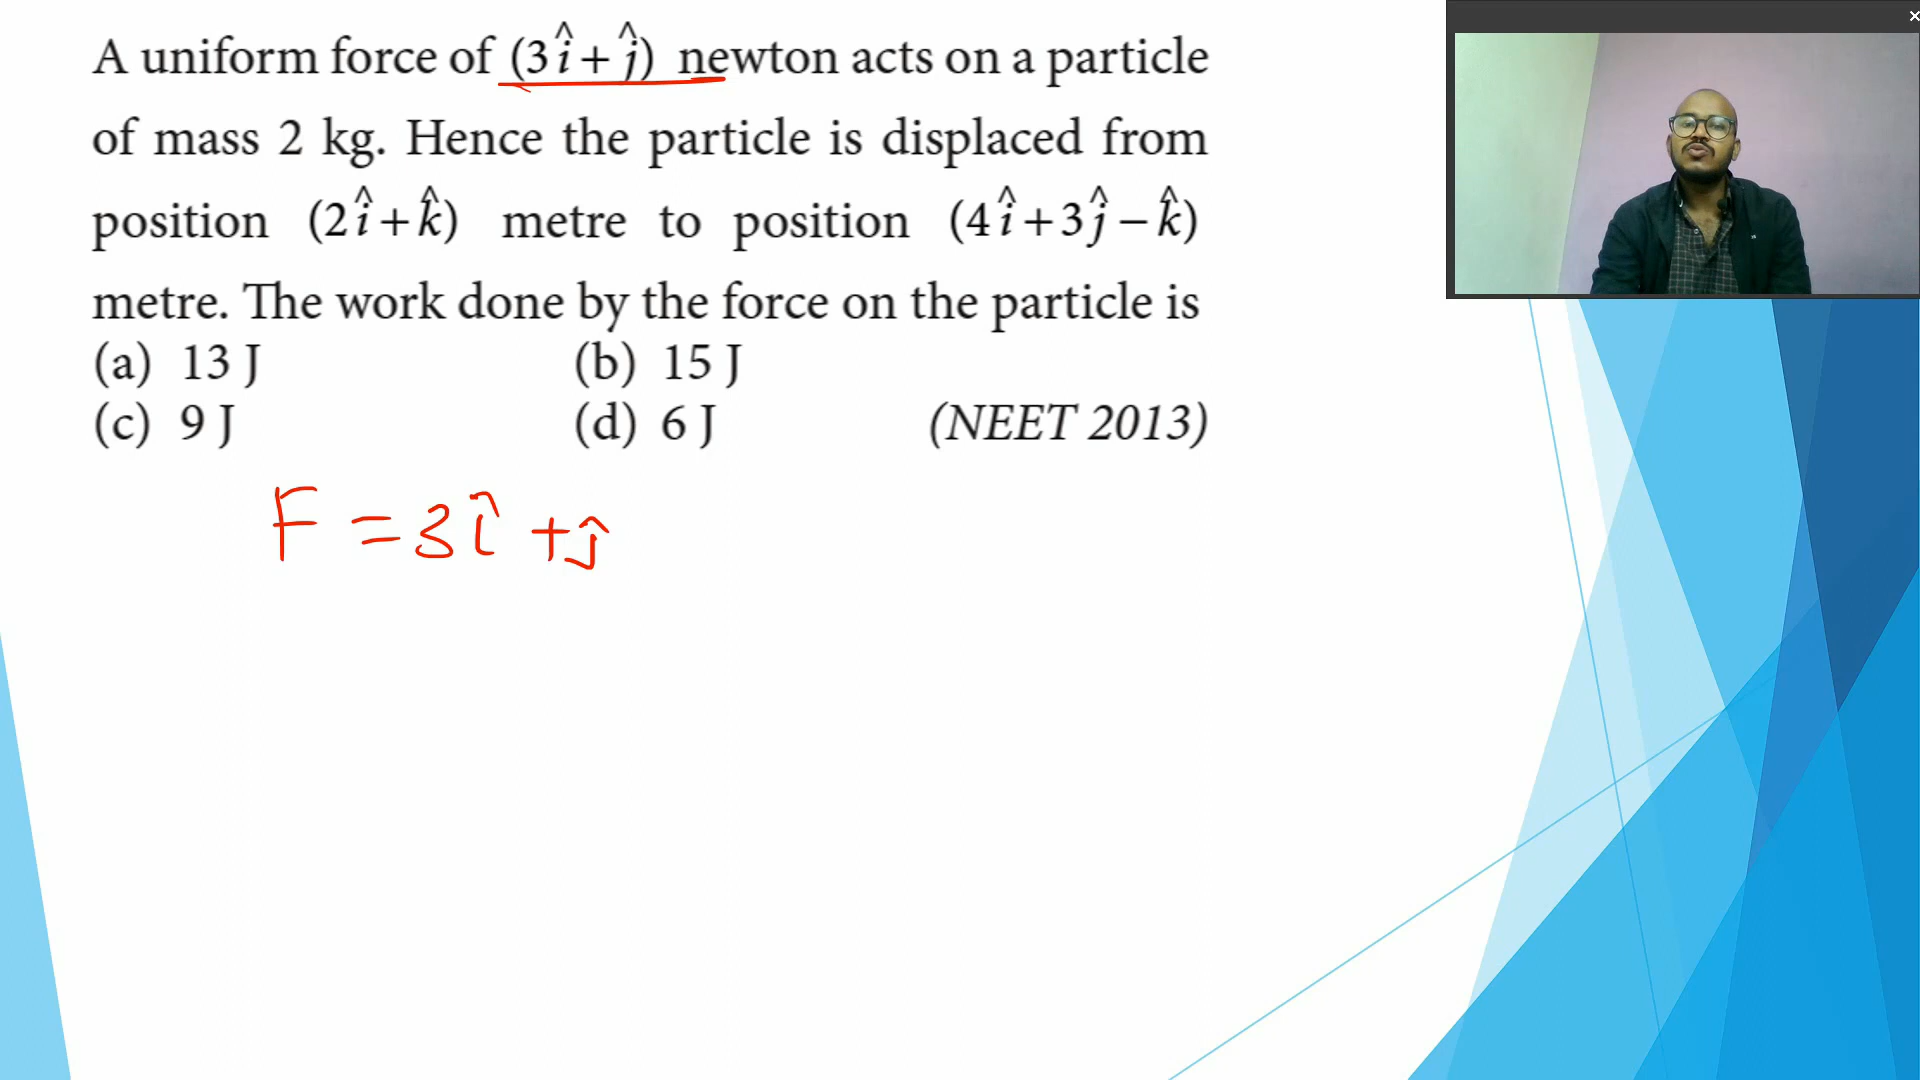 A uniform force of (3î + ĵ) newton acts on a particle
of mass 2 kg. Hence the particle is displaced from
position (2î + k̂) metre to position (4î + 3ĵ − k̂)
metre. The work done by the force on the particle is
(a) 13 J (b) 15 J
(c) 9 J (d) 6 J (NEET 2013)
F = 3î + ĵ